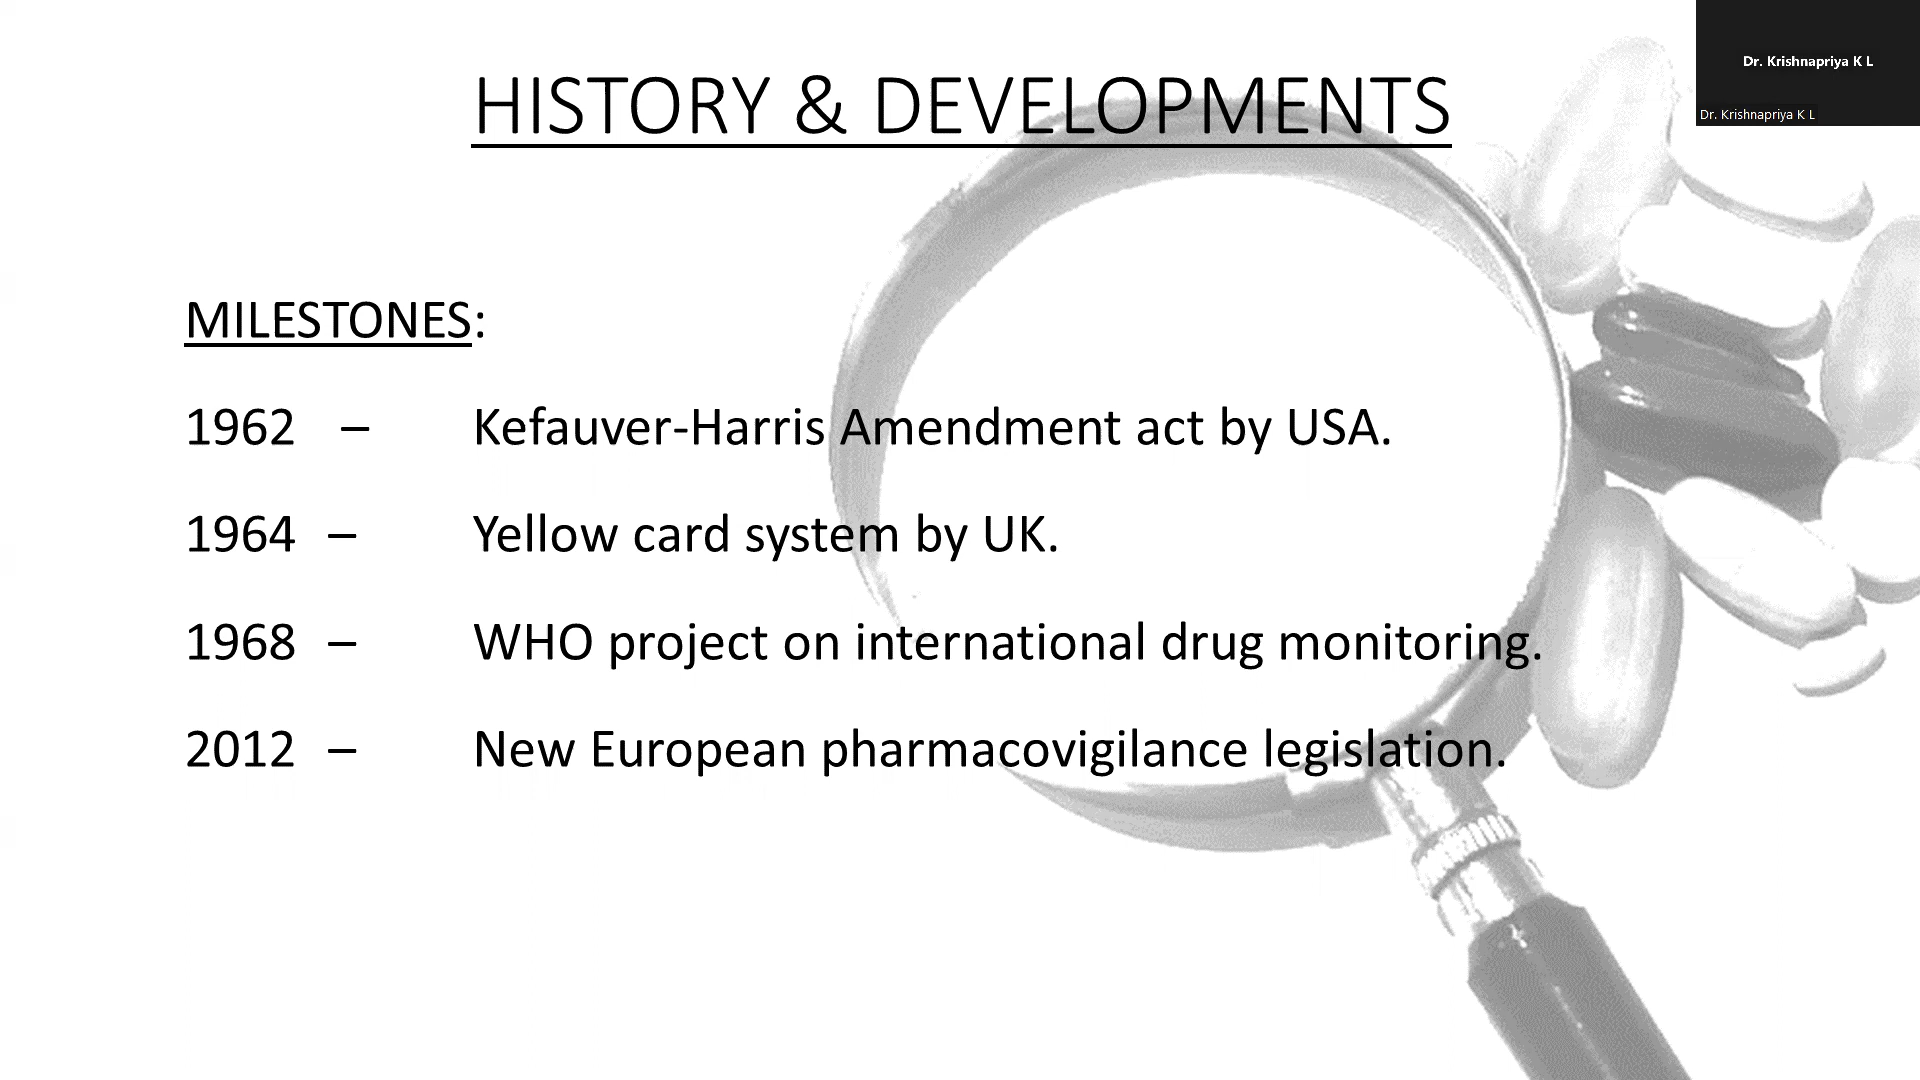 HISTORY & DEVELOPMENTS
Dr. Krishnapriya K L
Dr. Krishnapriya K L
MILESTONES:
1962 – Kefauver-Harris Amendment act by USA.
1964 – Yellow card system by UK.
1968 – WHO project on international drug monitoring.
2012 – New European pharmacovigilance legislation.